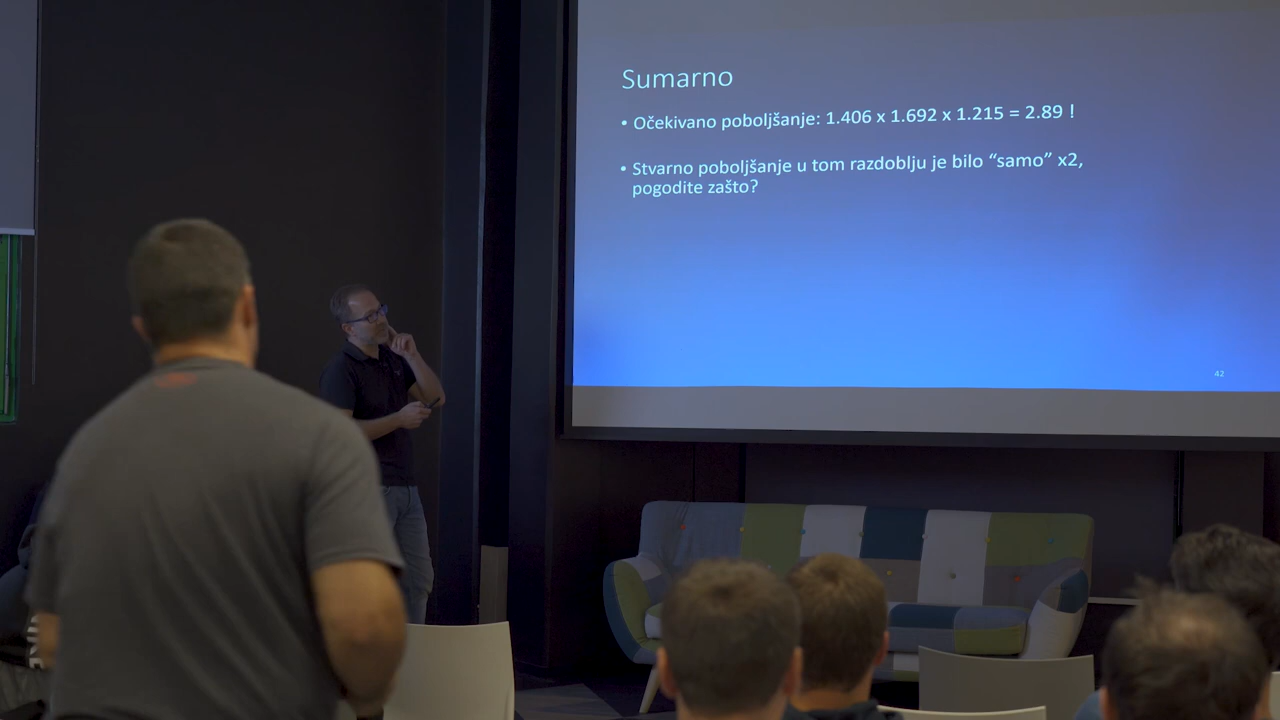 Sumarno
• Očekivano poboljšanje: 1.406 x 1.692 x 1.215 = 2.89 !
• Stvarno poboljšanje u tom razdoblju je bilo “samo” x2,
pogodite zašto?
42